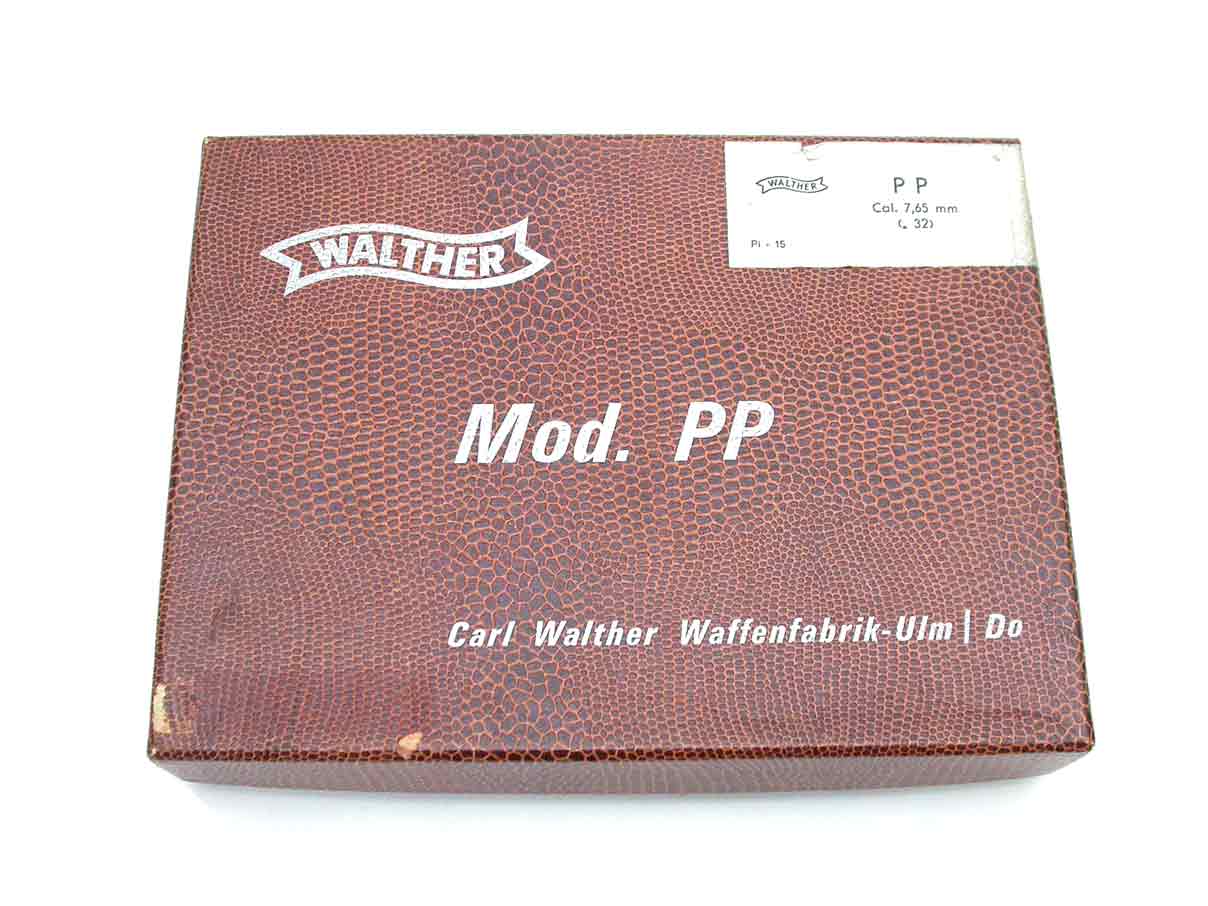 WALTHER
WALTHER
P P
Cal. 7,65 mm
(. 32)
Pi - 15
Mod. PP
Carl Walther Waffenfabrik-Ulm | Do